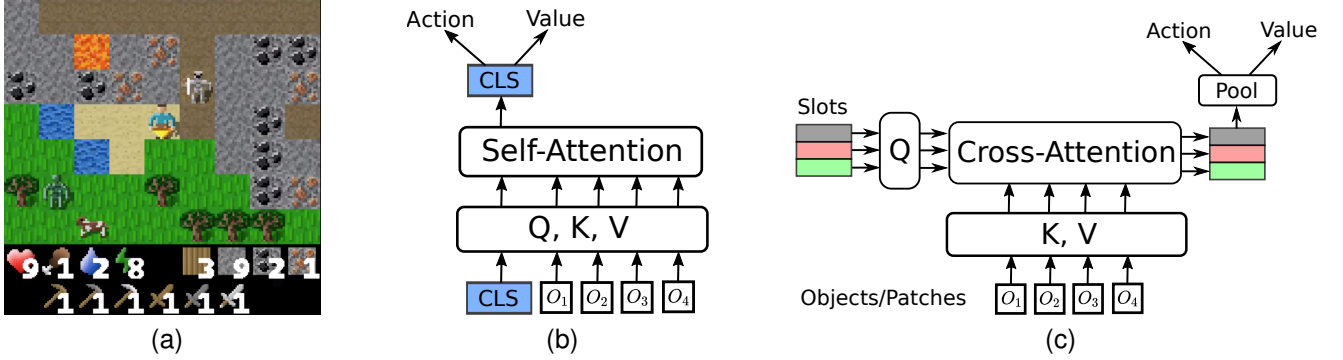 9 1 2 8 3 9 2 1
1 1 1 1 1 1
(a)
Action Value
CLS
Self-Attention
Q, K, V
CLS O₁ O₂ O₃ O₄
(b)
Action Value
Pool
Slots
Q
Cross-Attention
K, V
Objects/Patches O₁ O₂ O₃ O₄
(c)